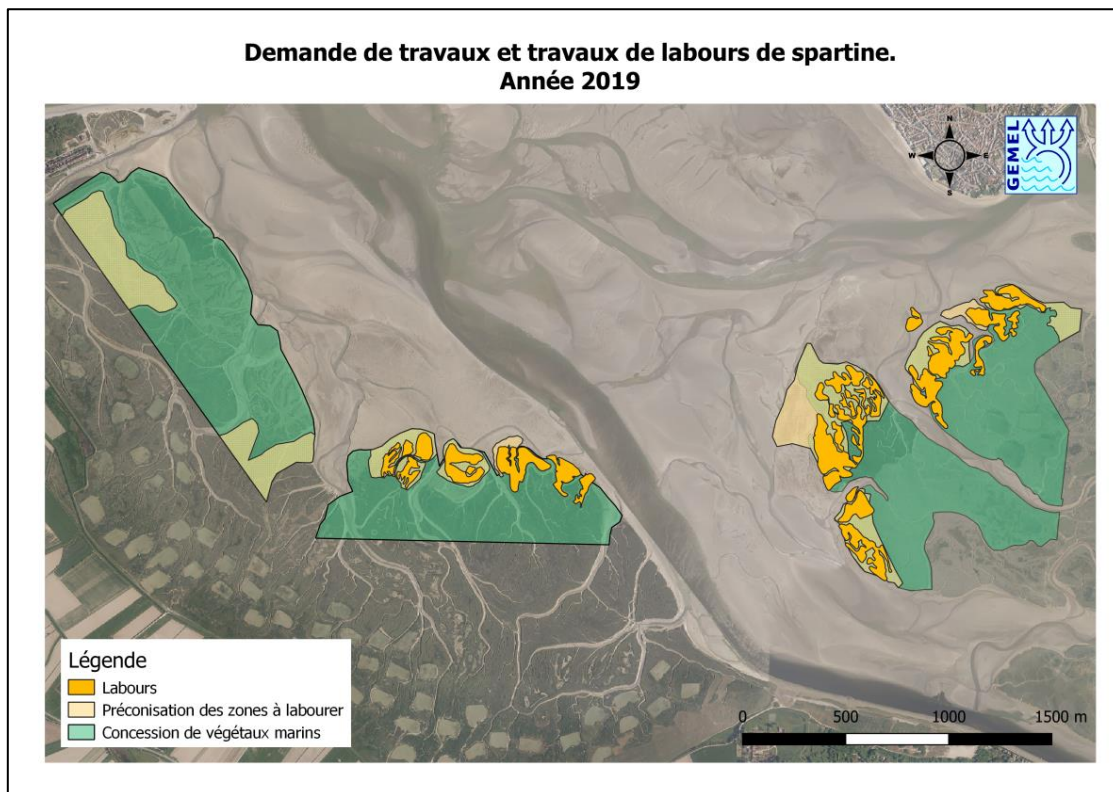 Demande de travaux et travaux de labours de spartine.
Année 2019
N
W
E
S
GEMEL
Légende
Labours
Préconisation des zones à labourer
Concession de végétaux marins
0 500 1000 1500 m